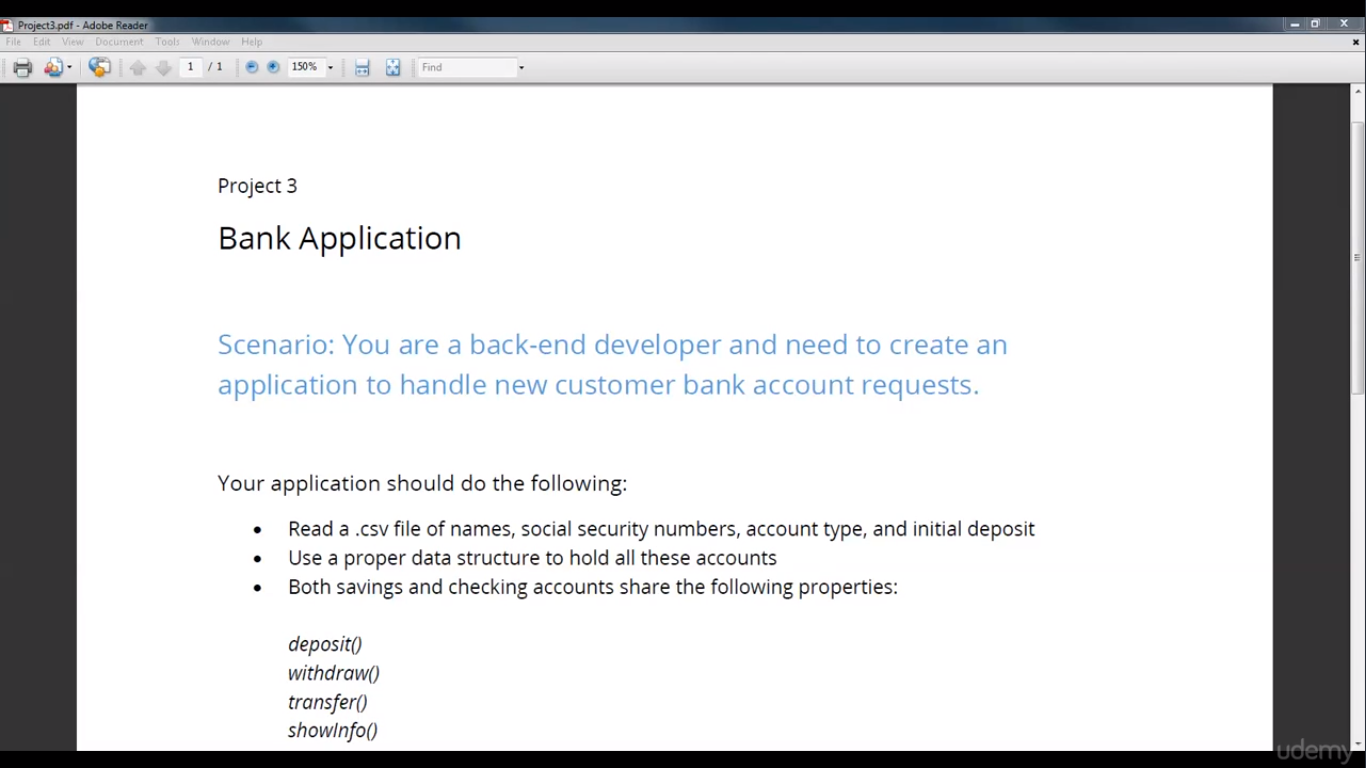 Project3.pdf - Adobe Reader
File Edit View Document Tools Window Help
1 / 1 150% Find
Project 3
Bank Application
Scenario: You are a back-end developer and need to create an
application to handle new customer bank account requests.
Your application should do the following:
• Read a .csv file of names, social security numbers, account type, and initial deposit
• Use a proper data structure to hold all these accounts
• Both savings and checking accounts share the following properties:
deposit()
withdraw()
transfer()
showInfo()
udemy